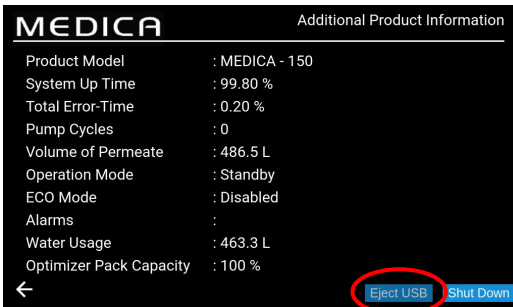 MEDICA
Additional Product Information
Product Model : MEDICA - 150
System Up Time : 99.80 %
Total Error-Time : 0.20 %
Pump Cycles : 0
Volume of Permeate : 486.5 L
Operation Mode : Standby
ECO Mode : Disabled
Alarms :
Water Usage : 463.3 L
Optimizer Pack Capacity : 100 %
Eject USB Shut Down